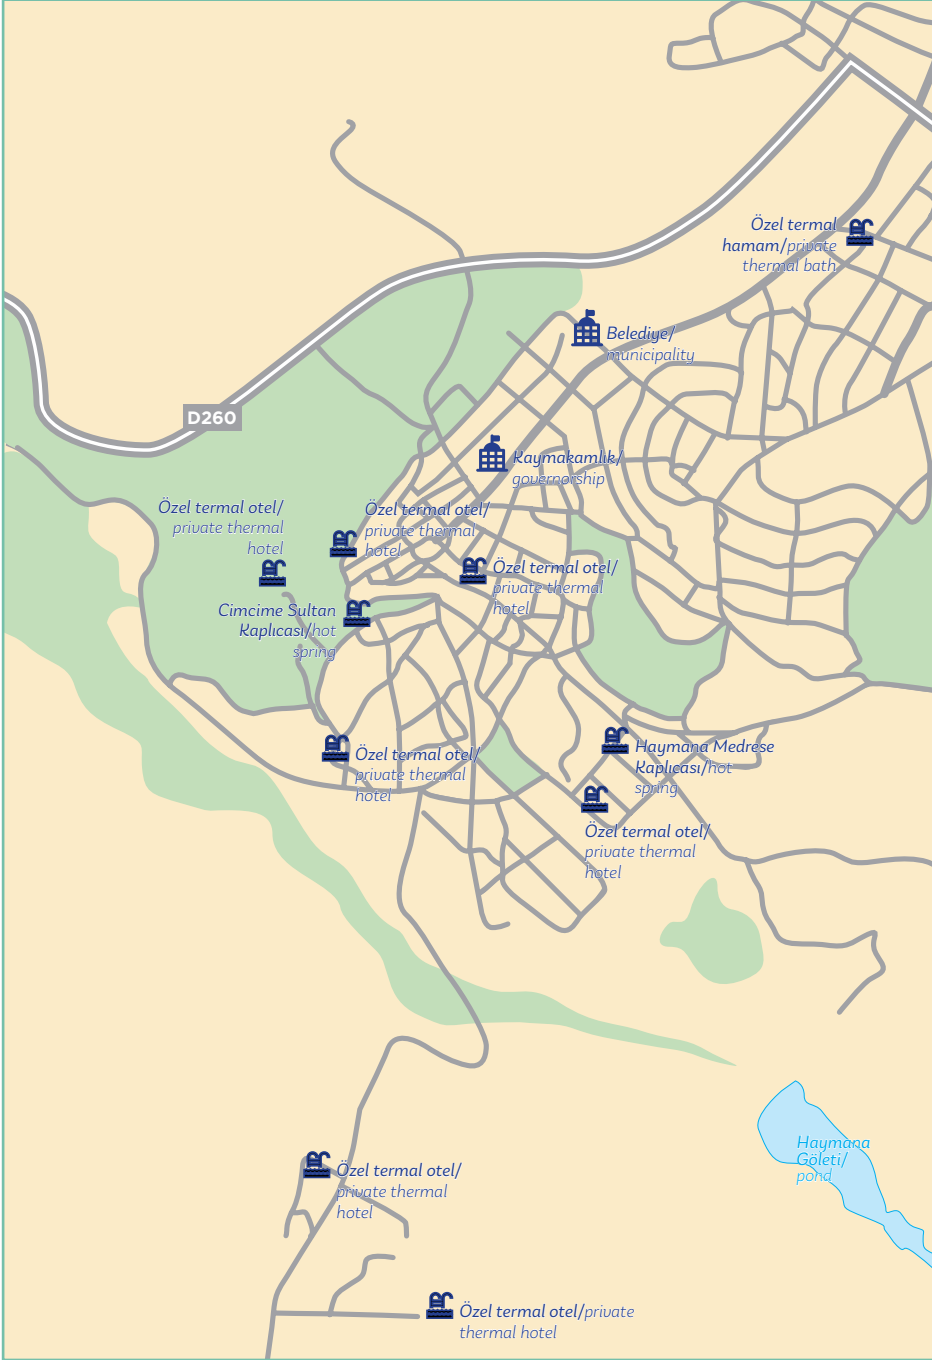 Özel termal
hamam/private
thermal bath
Belediye/
municipality
D260
Kaymakamlık/
governorship
Özel termal otel/
private thermal
hotel
Özel termal otel/
private thermal
hotel
Özel termal otel/
private thermal
hotel
Cimcime Sultan
Kaplıcası/hot
spring
Özel termal otel/
private thermal
hotel
Haymana Medrese
Kaplıcası/hot
spring
Özel termal otel/
private thermal
hotel
Haymana
Göleti/
pond
Özel termal otel/
private thermal
hotel
Özel termal otel/private
thermal hotel